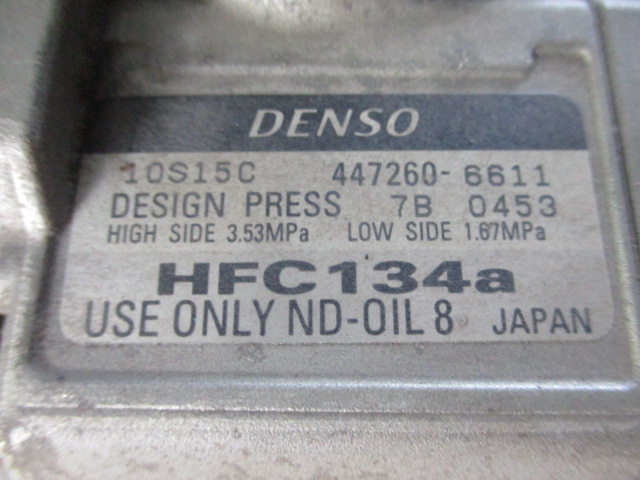 DENSO
10S15C 447260-6611
DESIGN PRESS 7B 0453
HIGH SIDE 3.53MPa LOW SIDE 1.67MPa
HFC134a
USE ONLY ND-OIL 8 JAPAN